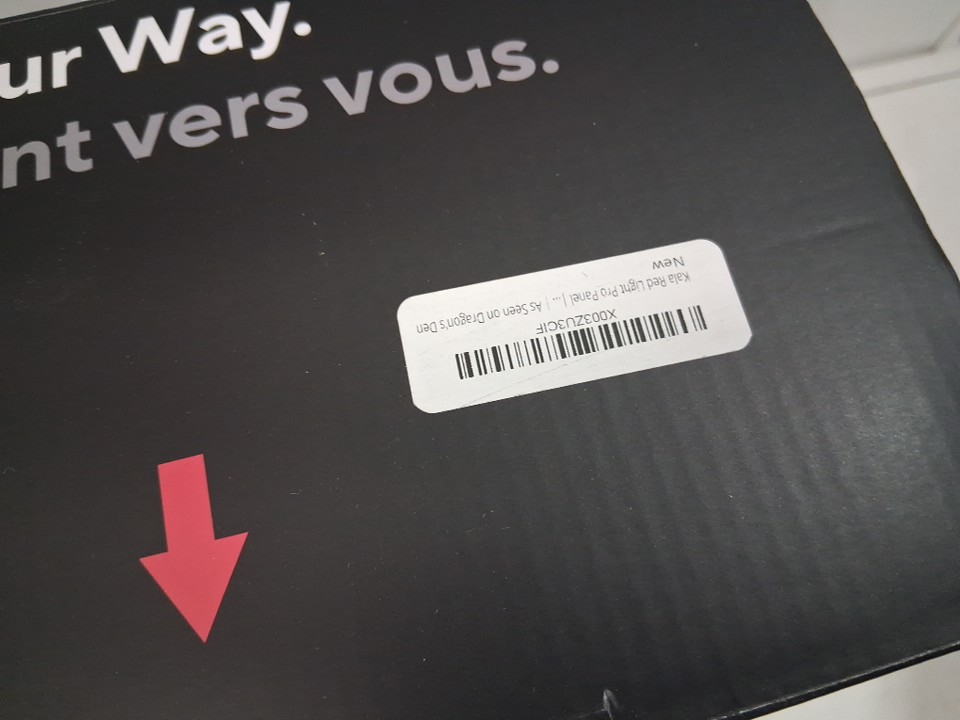 ur Way.
nt vers vous.
X003ZU3CIF
Kala Red Light Pro Panel | ... | As Seen on Dragon's Den
New